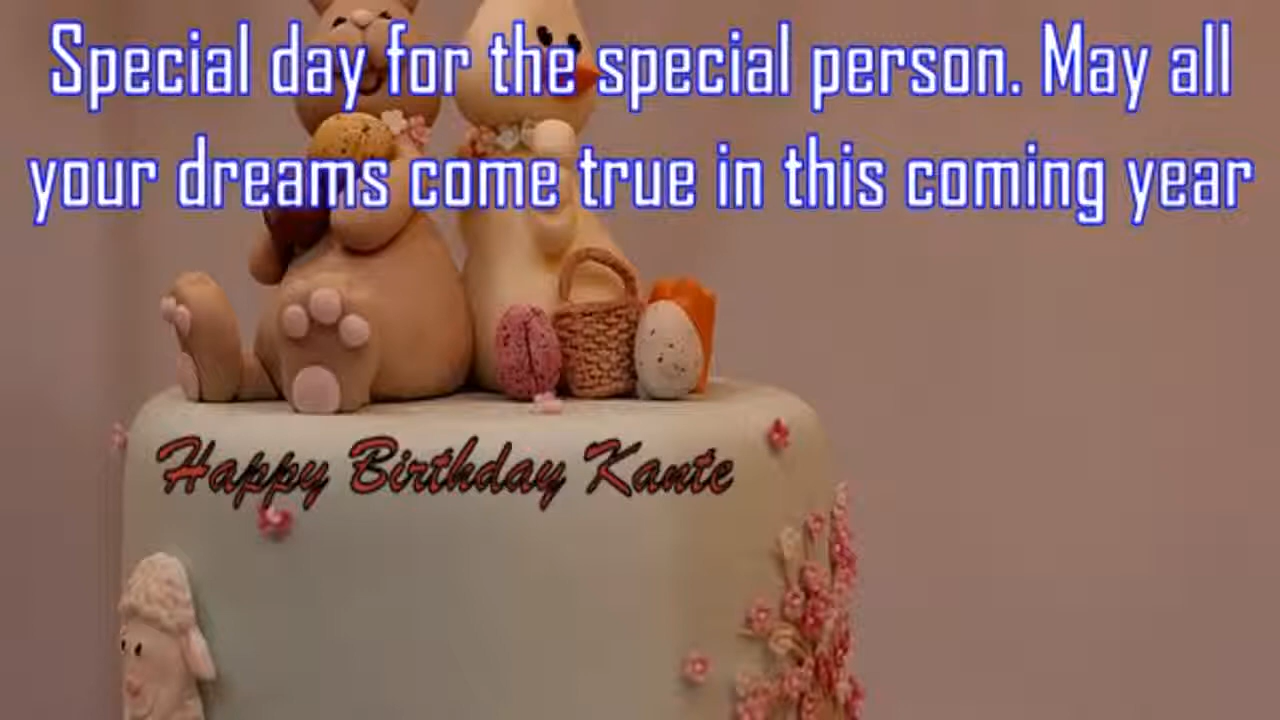 Special day for the special person. May all
your dreams come true in this coming year
Happy Birthday Kante